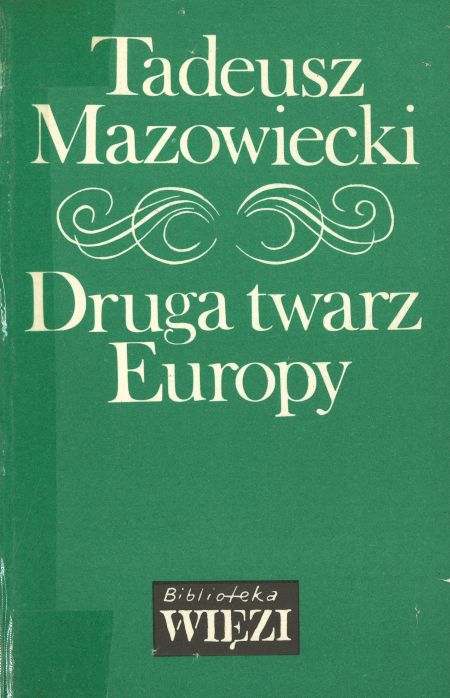 Tadeusz
Mazowiecki
Druga twarz
Europy
Biblioteka
WIĘZI